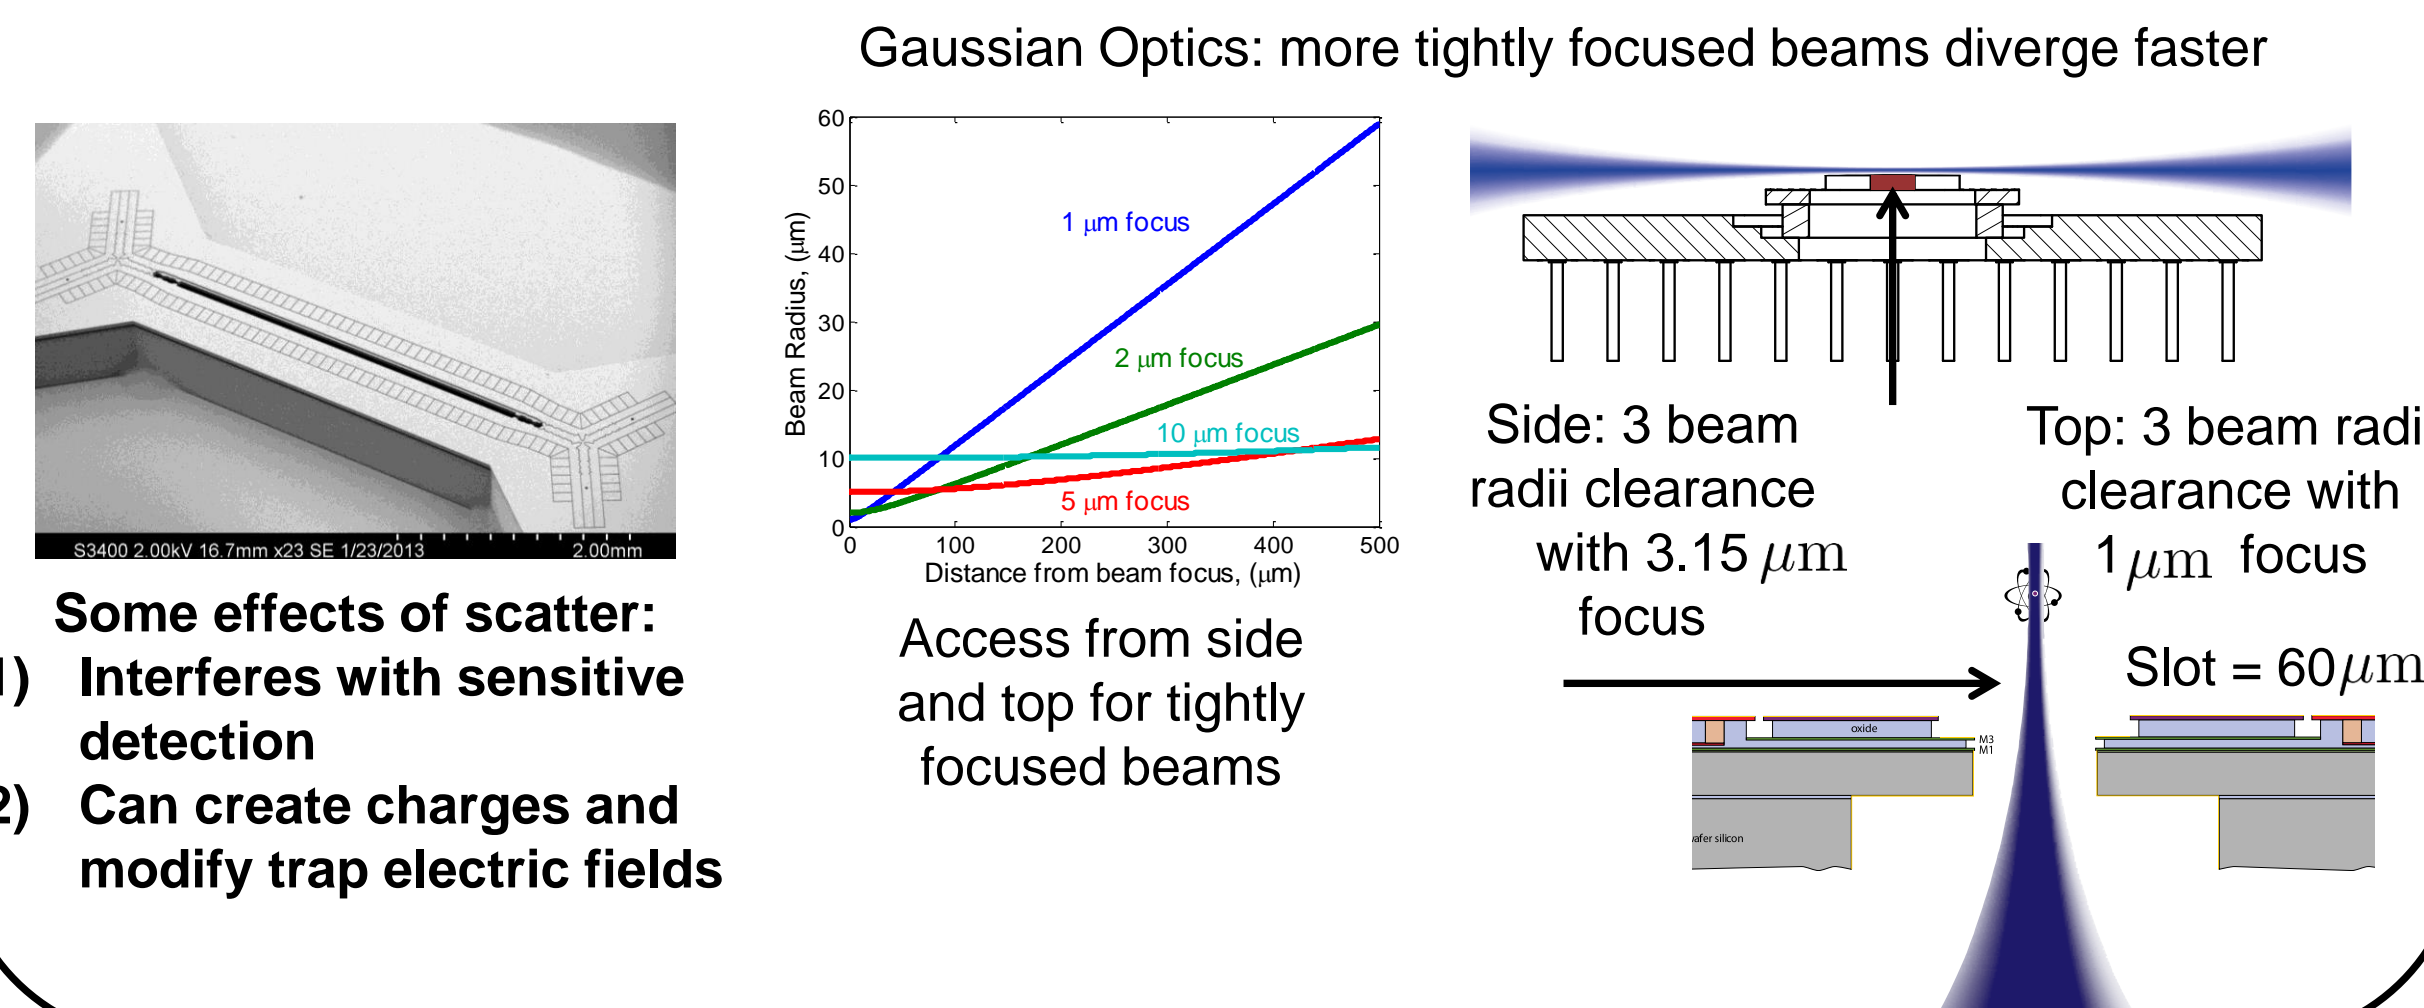 Gaussian Optics: more tightly focused beams diverge faster
S3400 2.00kV 16.7mm x23 SE 1/23/2013
2.00mm
Some effects of scatter:
1) Interferes with sensitive
detection
2) Can create charges and
modify trap electric fields
60
50
40
30
20
10
0
Beam Radius, (μm)
1 μm focus
2 μm focus
10 μm focus
5 μm focus
0 100 200 300 400 500
Distance from beam focus, (μm)
Access from side
and top for tightly
focused beams
Side: 3 beam
radii clearance
with 3.15 μm
focus
Top: 3 beam radi
clearance with
1 μm focus
Slot = 60 μm
oxide
M3
M1
afer silicon